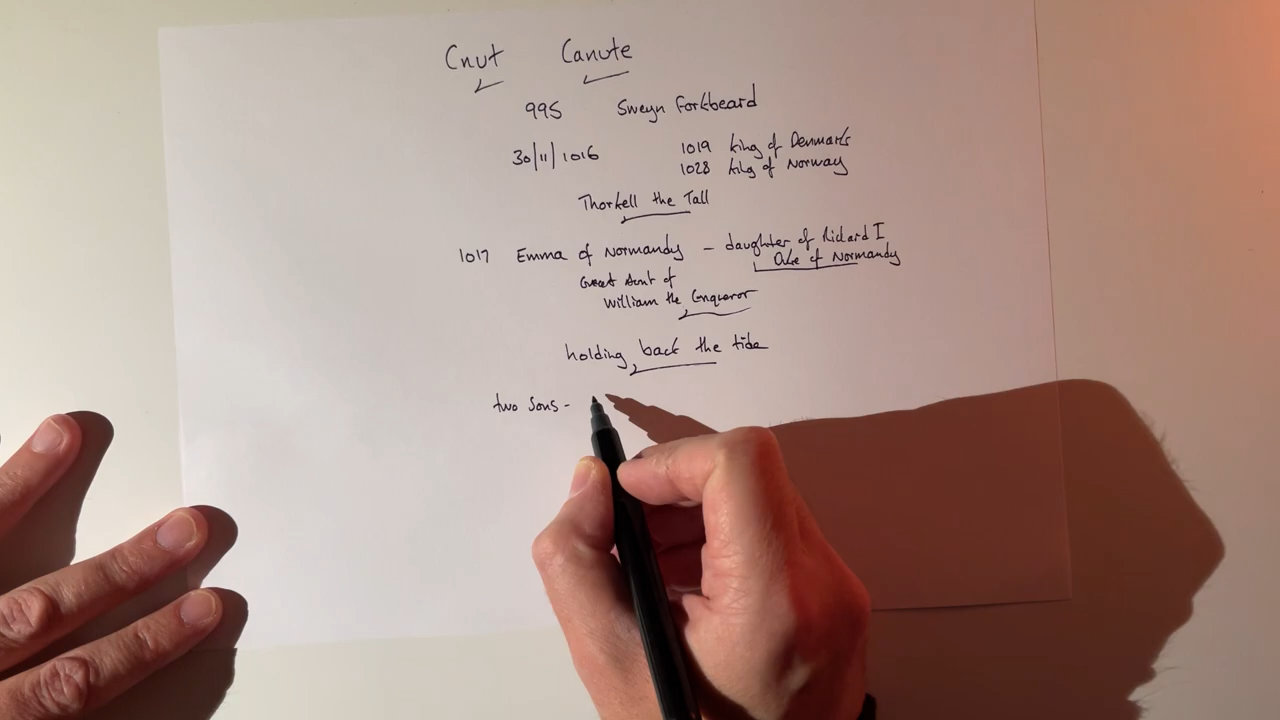 Cnut Canute
995 Sweyn Forkbeard
30/11/1016 1019 King of Denmark
1028 King of Norway
Thorkell the Tall
1017 Emma of Normandy - daughter of Richard I
Duke of Normandy
Great Aunt of
William the Conqueror
holding back the tide
two sons -